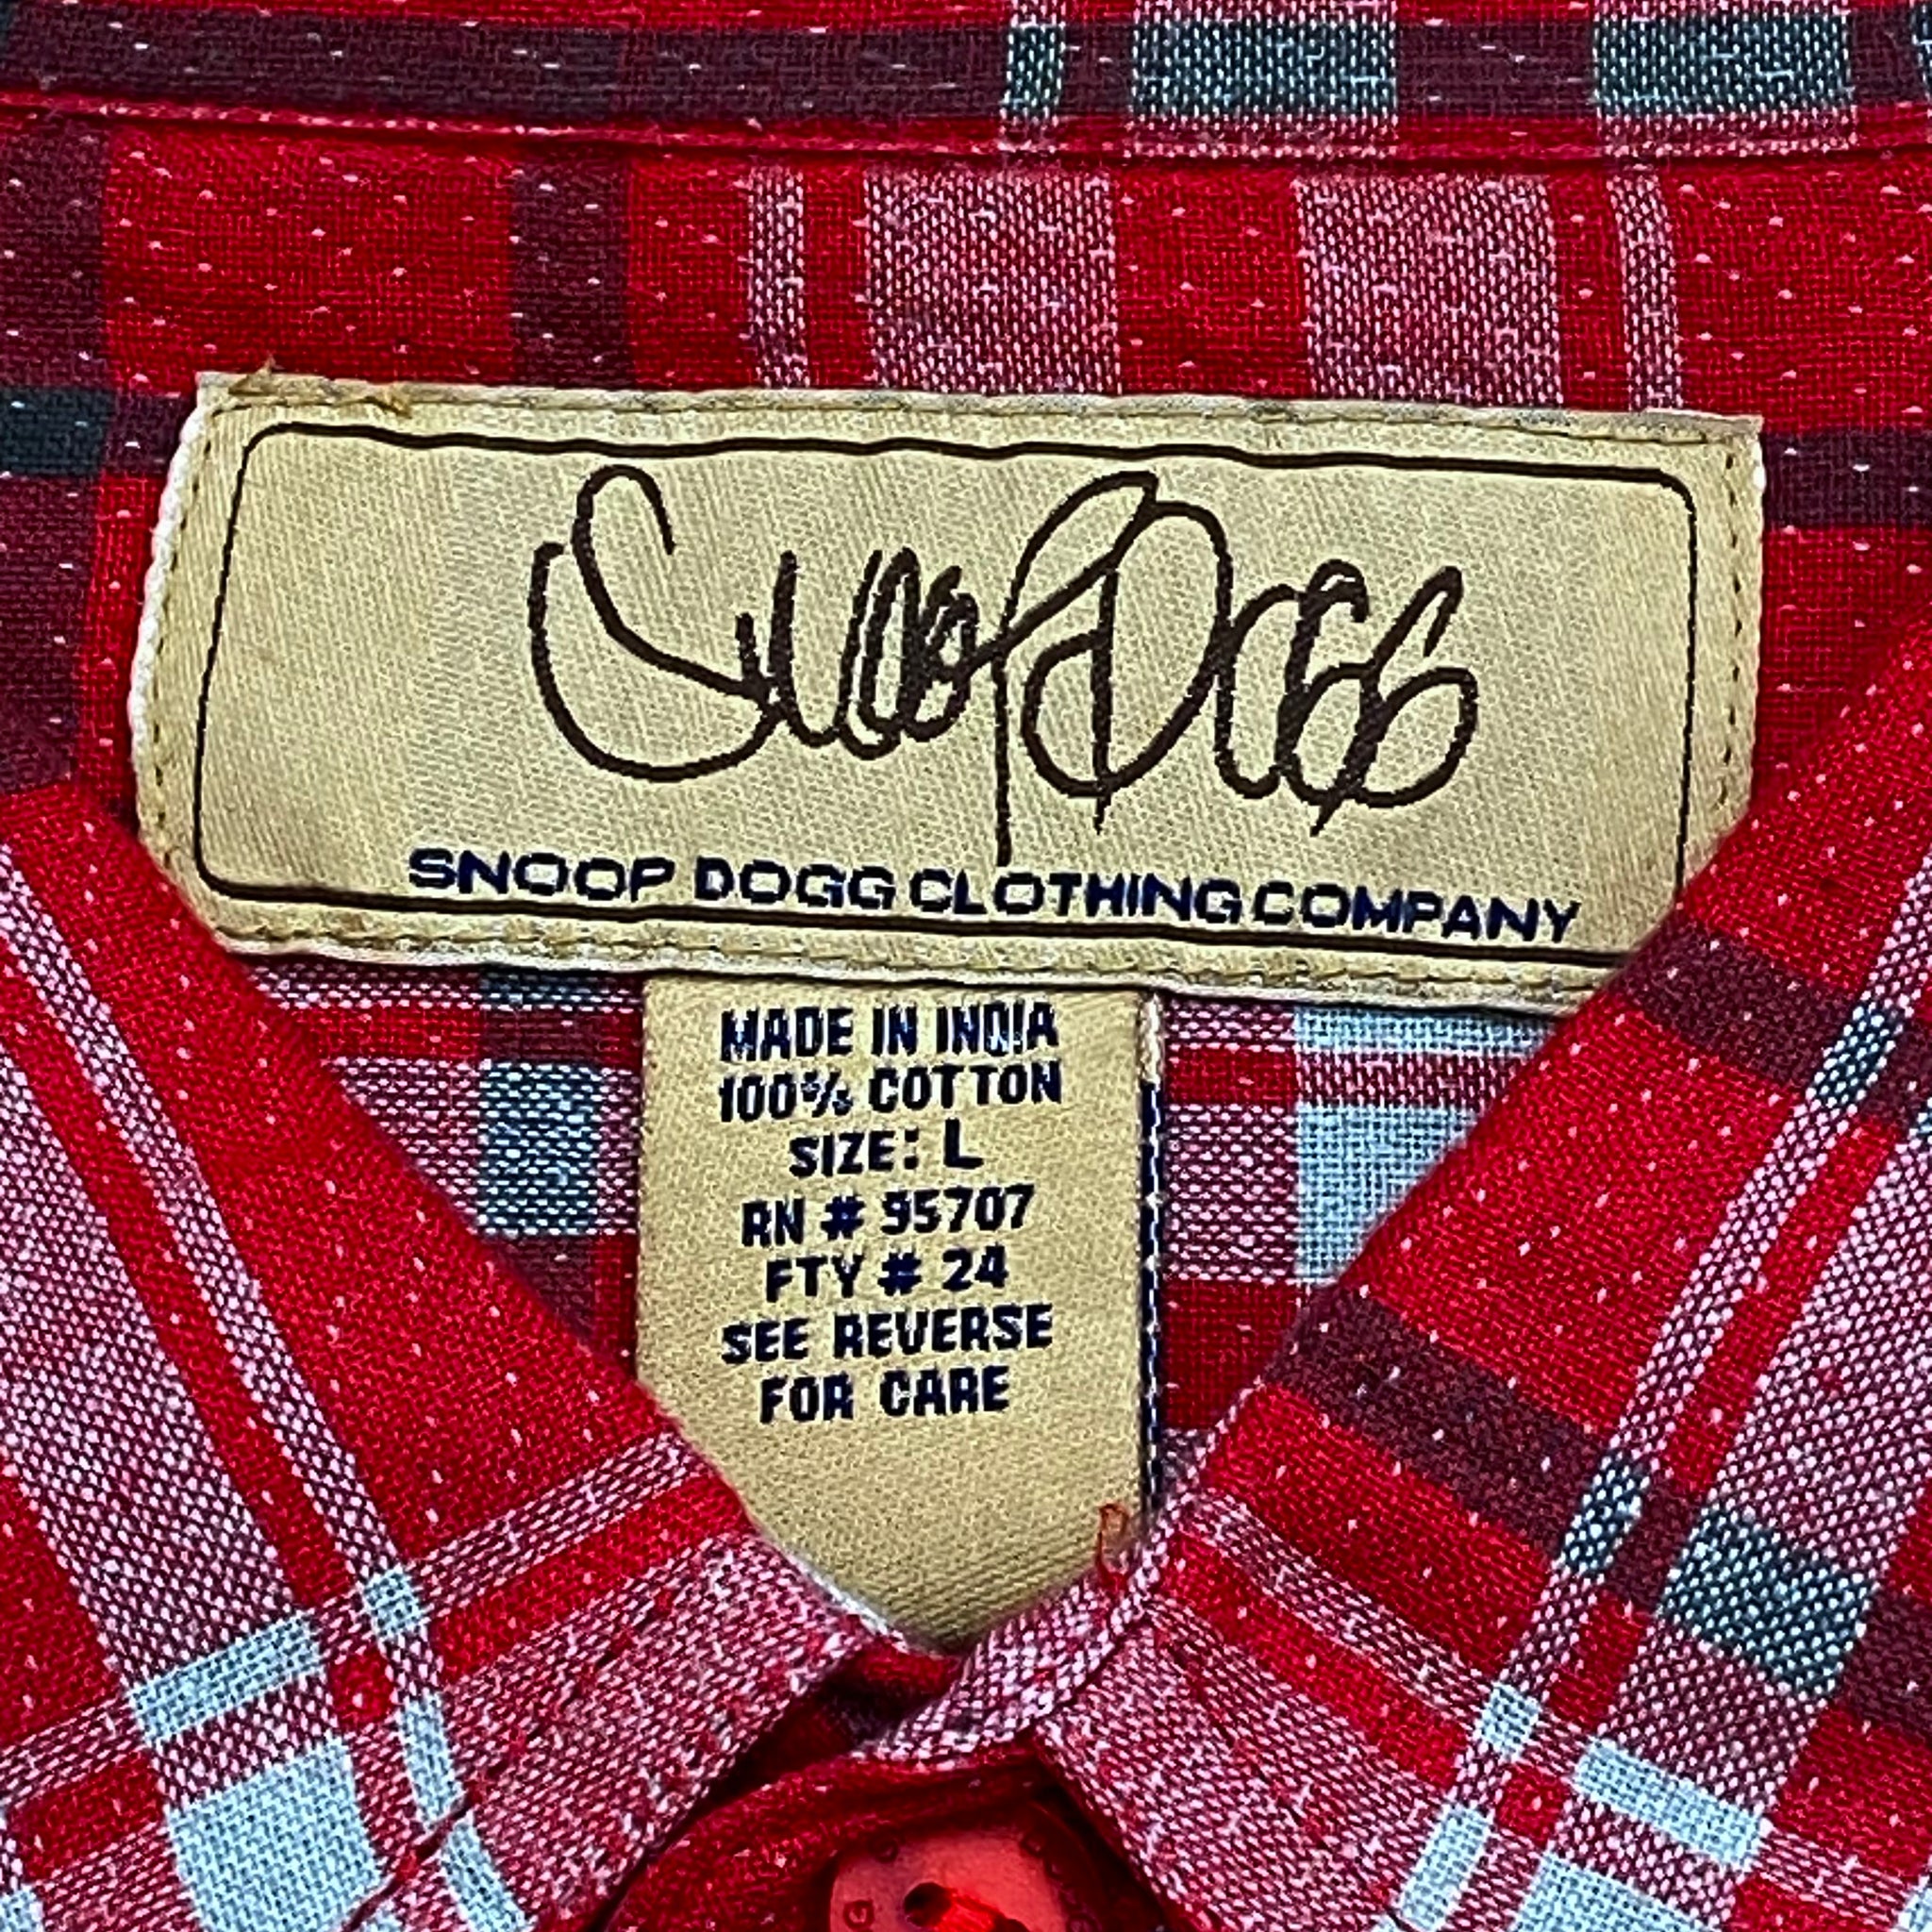 Snoop Dogg
SNOOP DOGG CLOTHING COMPANY
MADE IN INDIA
100% COTTON
SIZE: L
RN # 95707
FTY # 24
SEE REVERSE
FOR CARE